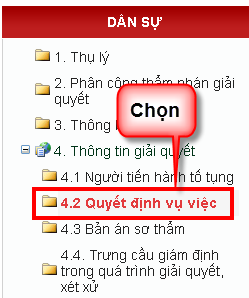 DÂN SỰ
1. Thụ lý
2. Phân công thẩm phán giải
quyết
3. Thông
Chọn
4. Thông tin giải quyết
4.1 Người tiến hành tố tụng
4.2 Quyết định vụ việc
4.3 Bản án sơ thẩm
4.4. Trưng cầu giám định
trong quá trình giải quyết,
xét xử